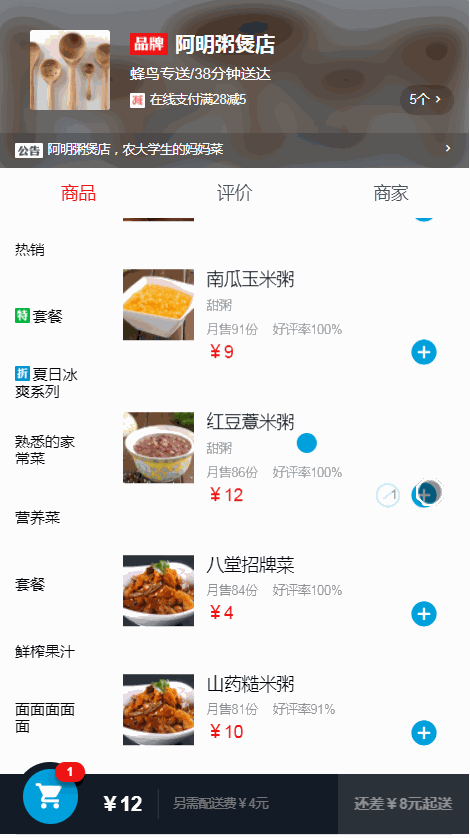 品牌 阿明粥煲店
蜂鸟专送/38分钟送达
减 在线支付满28减5
5个 >
公告 阿明粥煲店，农大学生的妈妈菜 >
商品 评价 商家
热销
特 套餐
折 夏日冰
爽系列
熟悉的家
常菜
营养菜
套餐
鲜榨果汁
面面面面
面
南瓜玉米粥
甜粥
月售91份 好评率100%
￥9
红豆薏米粥
甜粥
月售86份 好评率100%
￥12
1
八堂招牌菜
月售84份 好评率100%
￥4
山药糙米粥
月售81份 好评率91%
￥10
1
￥12
另需配送费￥4元
还差￥8元起送